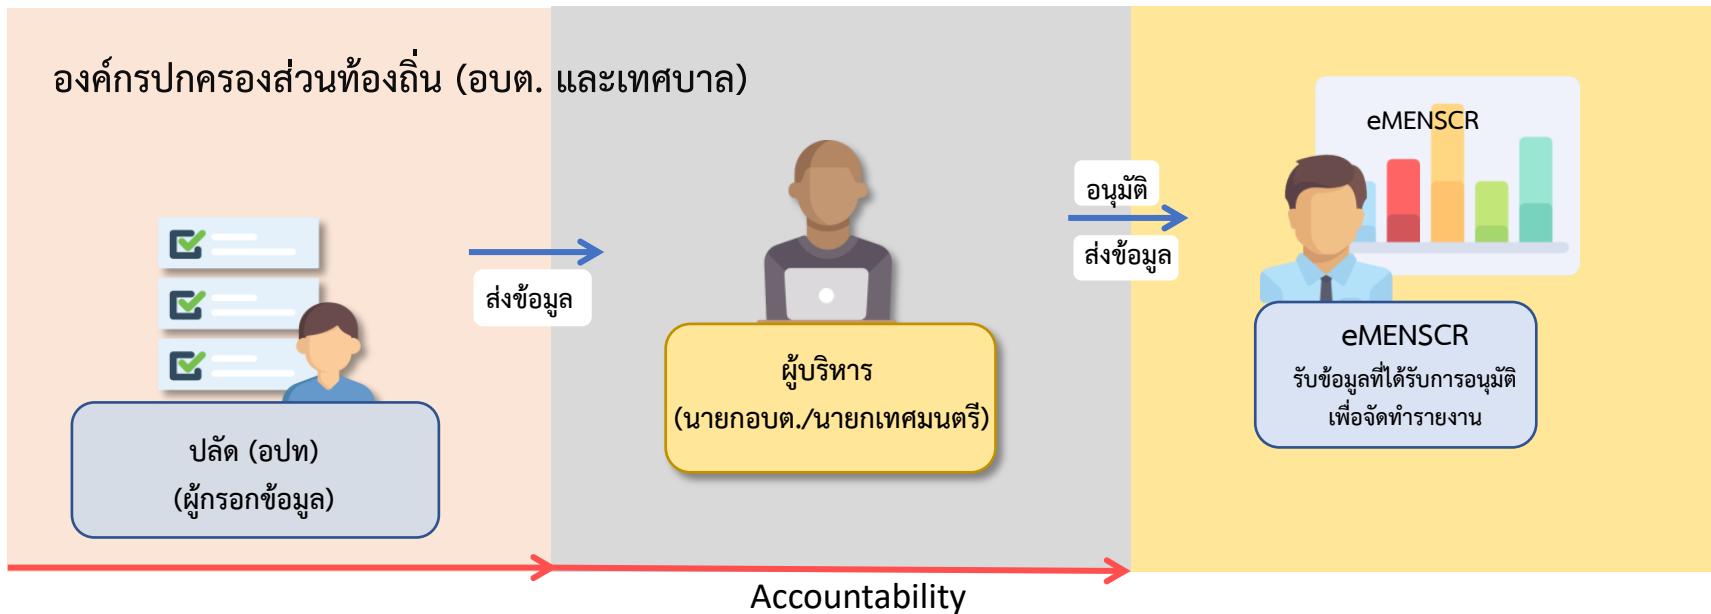 องค์กรปกครองส่วนท้องถิ่น (อบต. และเทศบาล)
ส่งข้อมูล
ปลัด (อปท)
(ผู้กรอกข้อมูล)
ผู้บริหาร
(นายกอบต./นายกเทศมนตรี)
อนุมัติ
ส่งข้อมูล
eMENSCR
eMENSCR
รับข้อมูลที่ได้รับการอนุมัติ
เพื่อจัดทำรายงาน
Accountability